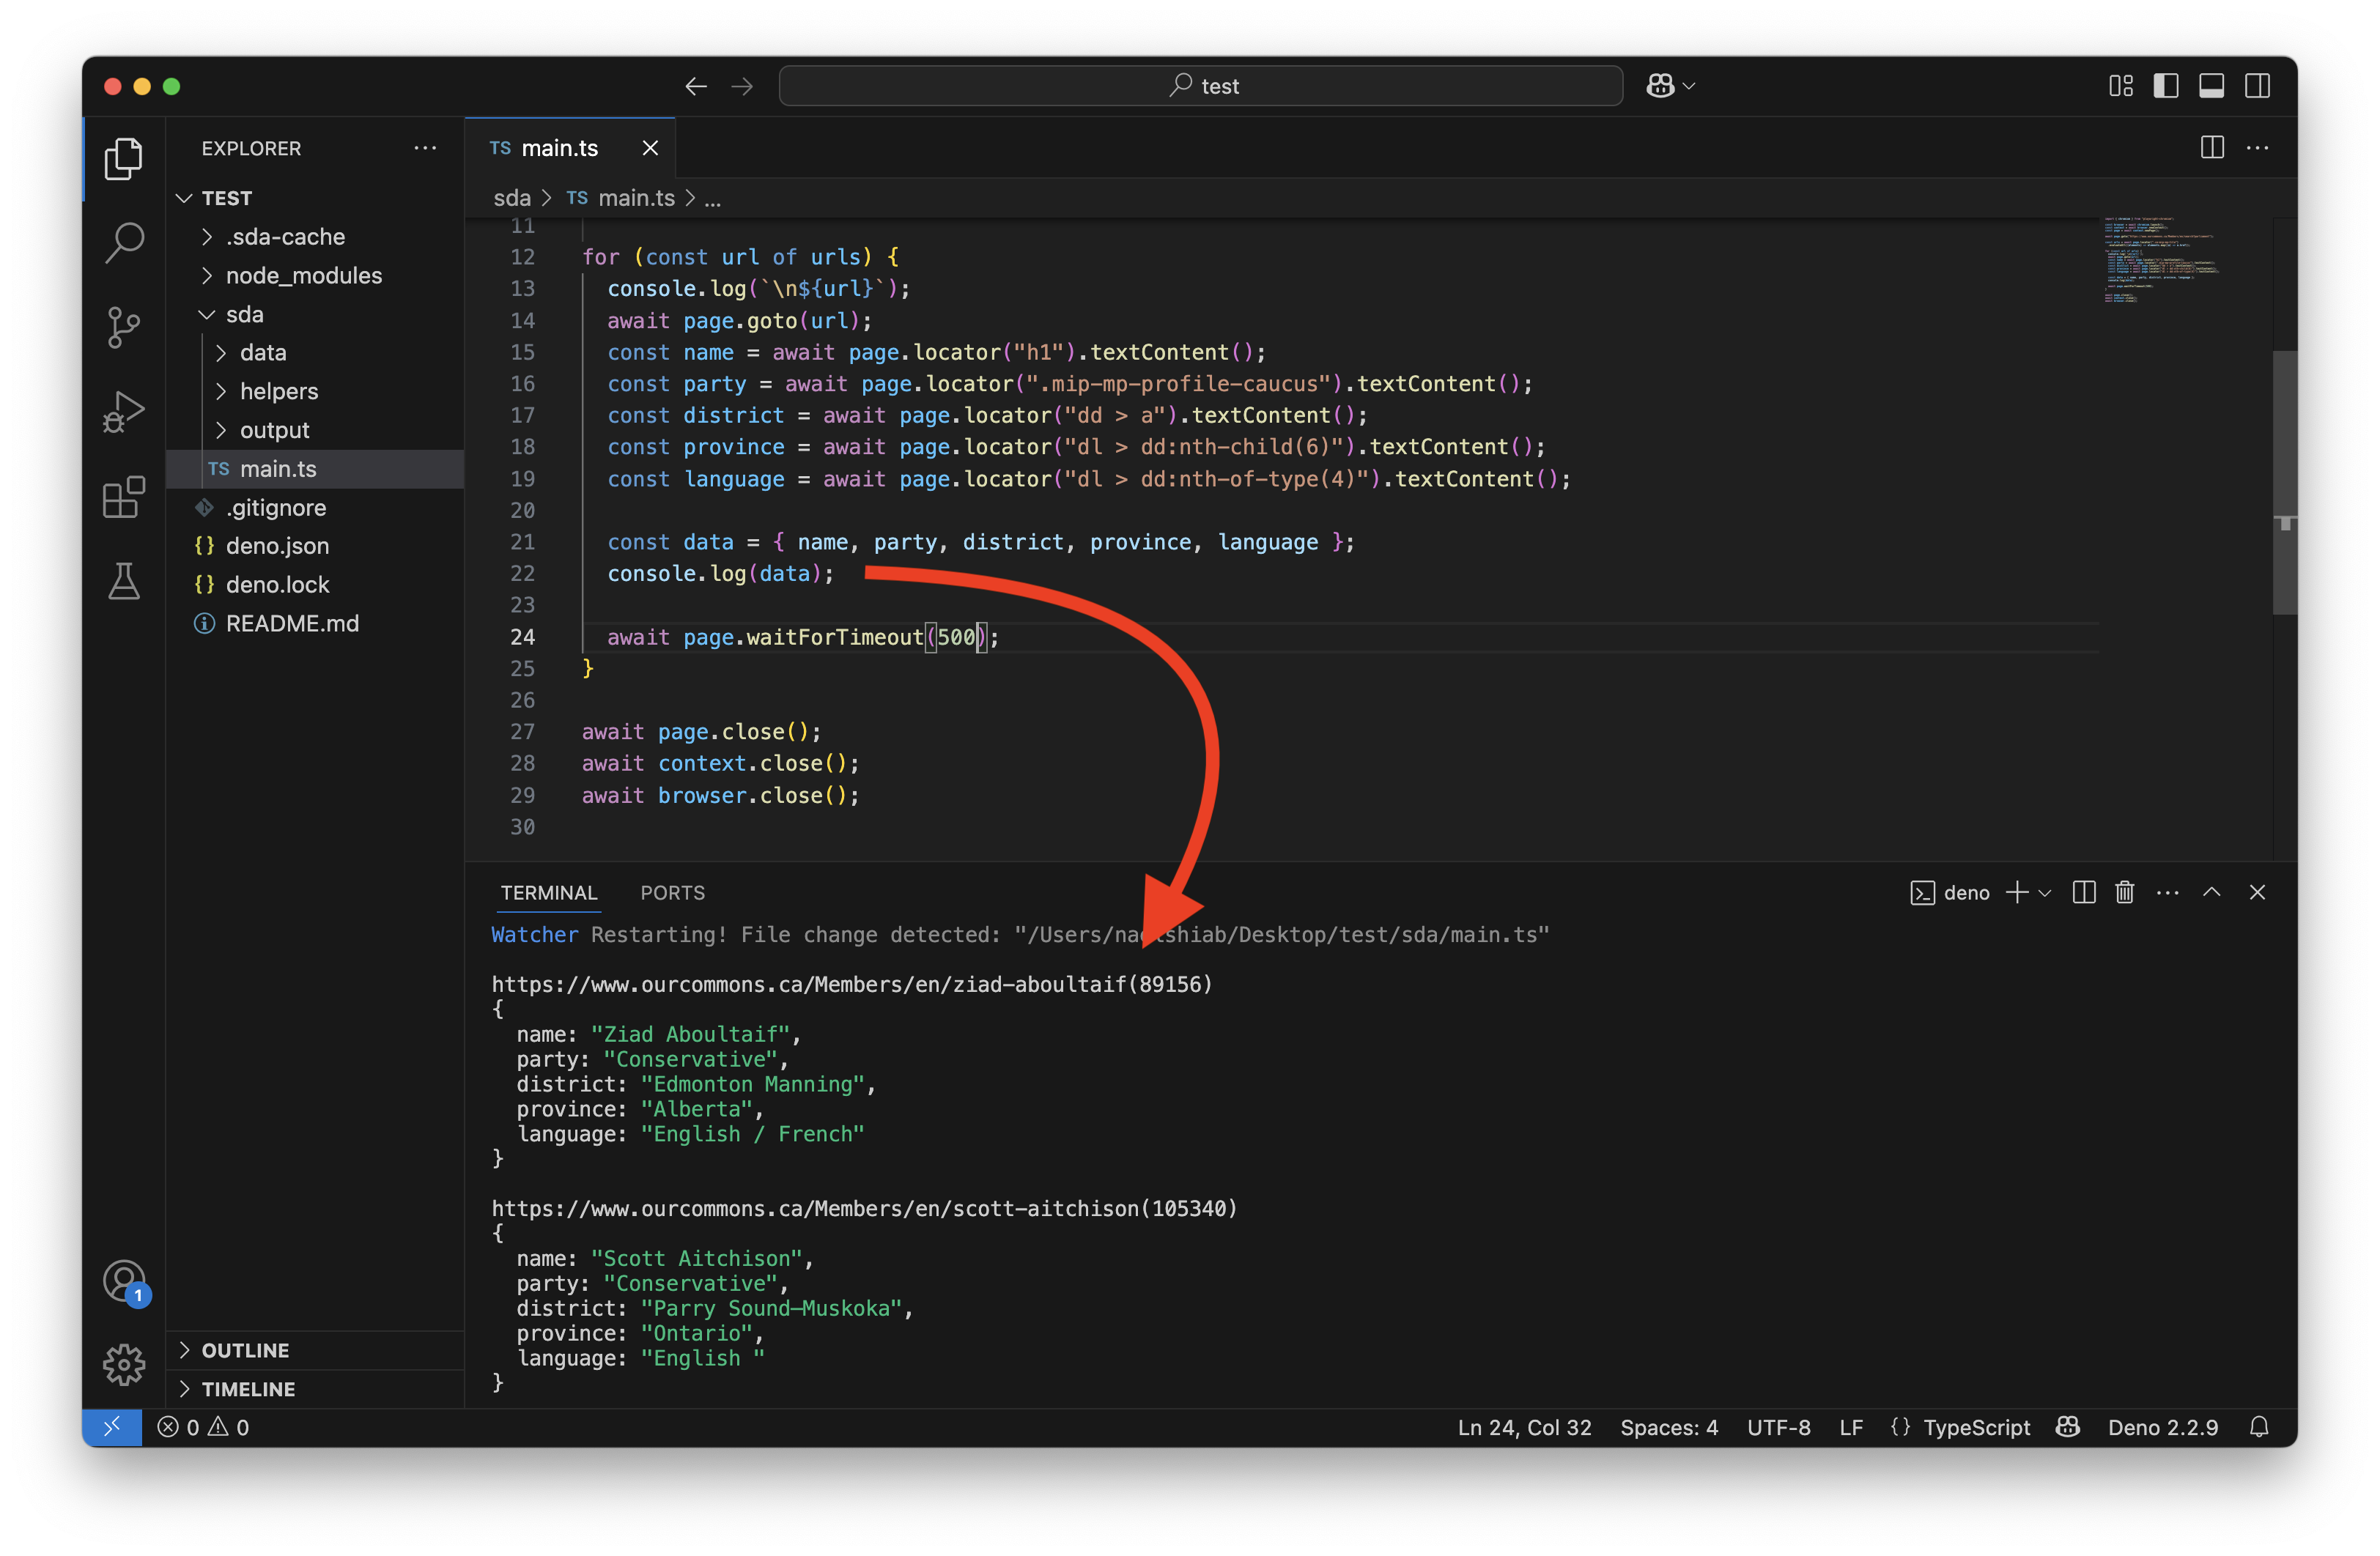 test
EXPLORER
TEST
.sda-cache
node_modules
sda
data
helpers
output
TS main.ts
.gitignore
{} deno.json
{} deno.lock
README.md
OUTLINE
TIMELINE
1
TS main.ts
sda > TS main.ts > ...
11
12 for (const url of urls) {
13 console.log(`\n${url}`);
14 await page.goto(url);
15 const name = await page.locator("h1").textContent();
16 const party = await page.locator(".mip-mp-profile-caucus").textContent();
17 const district = await page.locator("dd > a").textContent();
18 const province = await page.locator("dl > dd:nth-child(6)").textContent();
19 const language = await page.locator("dl > dd:nth-of-type(4)").textContent();
20
21 const data = { name, party, district, province, language };
22 console.log(data);
23
24 await page.waitForTimeout(500);
25 }
26
27 await page.close();
28 await context.close();
29 await browser.close();
30
TERMINAL PORTS
deno
Watcher Restarting! File change detected: "/Users/naelshiab/Desktop/test/sda/main.ts"
https://www.ourcommons.ca/Members/en/ziad-aboultaif(89156)
{
name: "Ziad Aboultaif",
party: "Conservative",
district: "Edmonton Manning",
province: "Alberta",
language: "English / French"
}
https://www.ourcommons.ca/Members/en/scott-aitchison(105340)
{
name: "Scott Aitchison",
party: "Conservative",
district: "Parry Sound—Muskoka",
province: "Ontario",
language: "English "
}
0 0
Ln 24, Col 32 Spaces: 4 UTF-8 LF {} TypeScript Deno 2.2.9